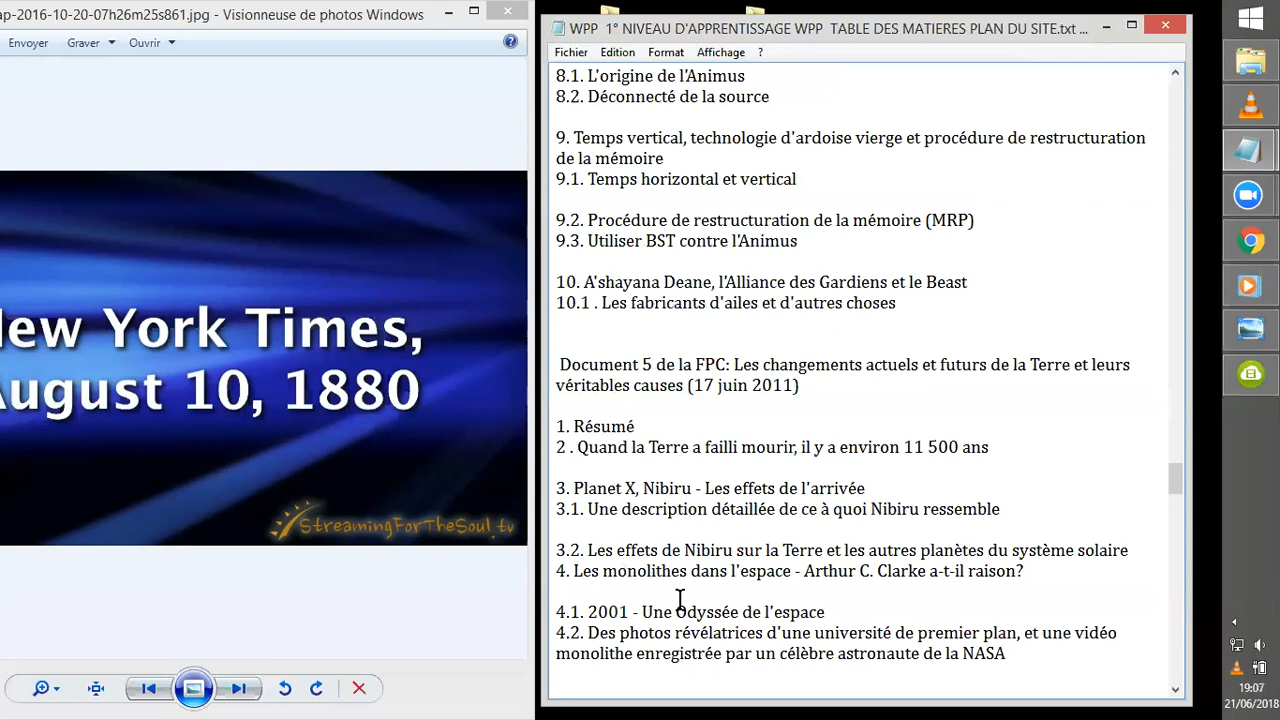 ap-2016-10-20-07h26m25s861.jpg - Visionneuse de photos Windows
Envoyer Graver Ouvrir
New York Times,
August 10, 1880
StreamingForTheSoul.tv
WPP 1° NIVEAU D'APPRENTISSAGE WPP TABLE DES MATIERES PLAN DU SITE.txt ...
Fichier Edition Format Affichage ?
8.1. L'origine de l'Animus
8.2. Déconnecté de la source
9. Temps vertical, technologie d'ardoise vierge et procédure de restructuration
de la mémoire
9.1. Temps horizontal et vertical
9.2. Procédure de restructuration de la mémoire (MRP)
9.3. Utiliser BST contre l'Animus
10. A'shayana Deane, l'Alliance des Gardiens et le Beast
10.1 . Les fabricants d'ailes et d'autres choses
Document 5 de la FPC: Les changements actuels et futurs de la Terre et leurs
véritables causes (17 juin 2011)
1. Résumé
2 . Quand la Terre a failli mourir, il y a environ 11 500 ans
3. Planet X, Nibiru - Les effets de l'arrivée
3.1. Une description détaillée de ce à quoi Nibiru ressemble
3.2. Les effets de Nibiru sur la Terre et les autres planètes du système solaire
4. Les monolithes dans l'espace - Arthur C. Clarke a-t-il raison?
4.1. 2001 - Une odyssée de l'espace
4.2. Des photos révélatrices d'une université de premier plan, et une vidéo
monolithe enregistrée par un célèbre astronaute de la NASA
19:07
21/06/2018